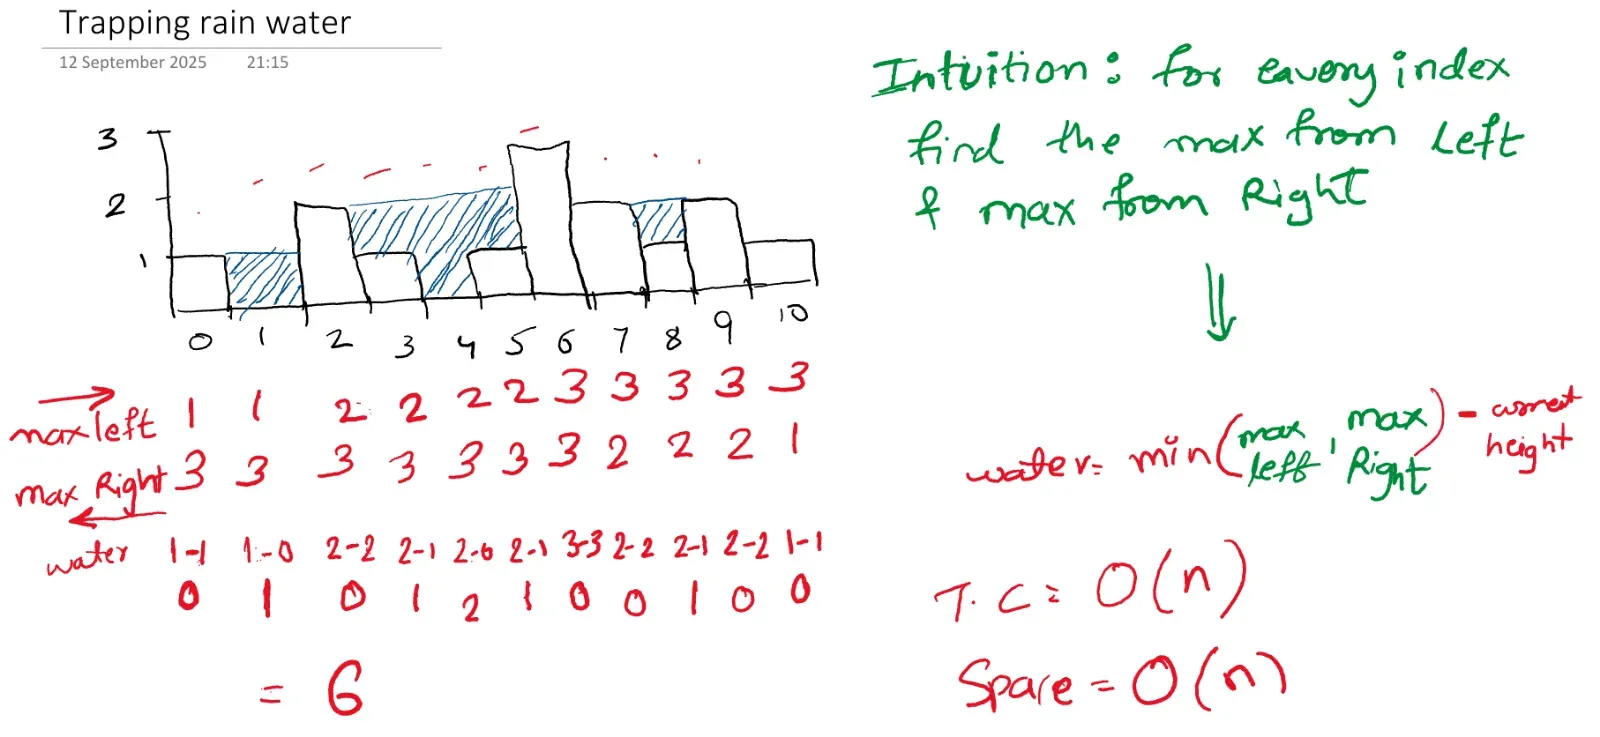 Trapping rain water
12 September 2025 21:15
3
2
1
0 1 2 3 4 5 6 7 8 9 10
max left 1 1 2 2 2 2 3 3 3 3 3
max Right 3 3 3 3 3 3 3 2 2 2 1
water 1-1 1-0 2-2 2-1 2-0 2-1 3-3 2-2 2-1 2-2 1-1
0 1 0 1 2 1 0 0 1 0 0
= 6
Intuition : for eavery index
find the max from Left
& max from Right
water = min(max left, max Right) - current height
T.C = O(n)
Space = O(n)